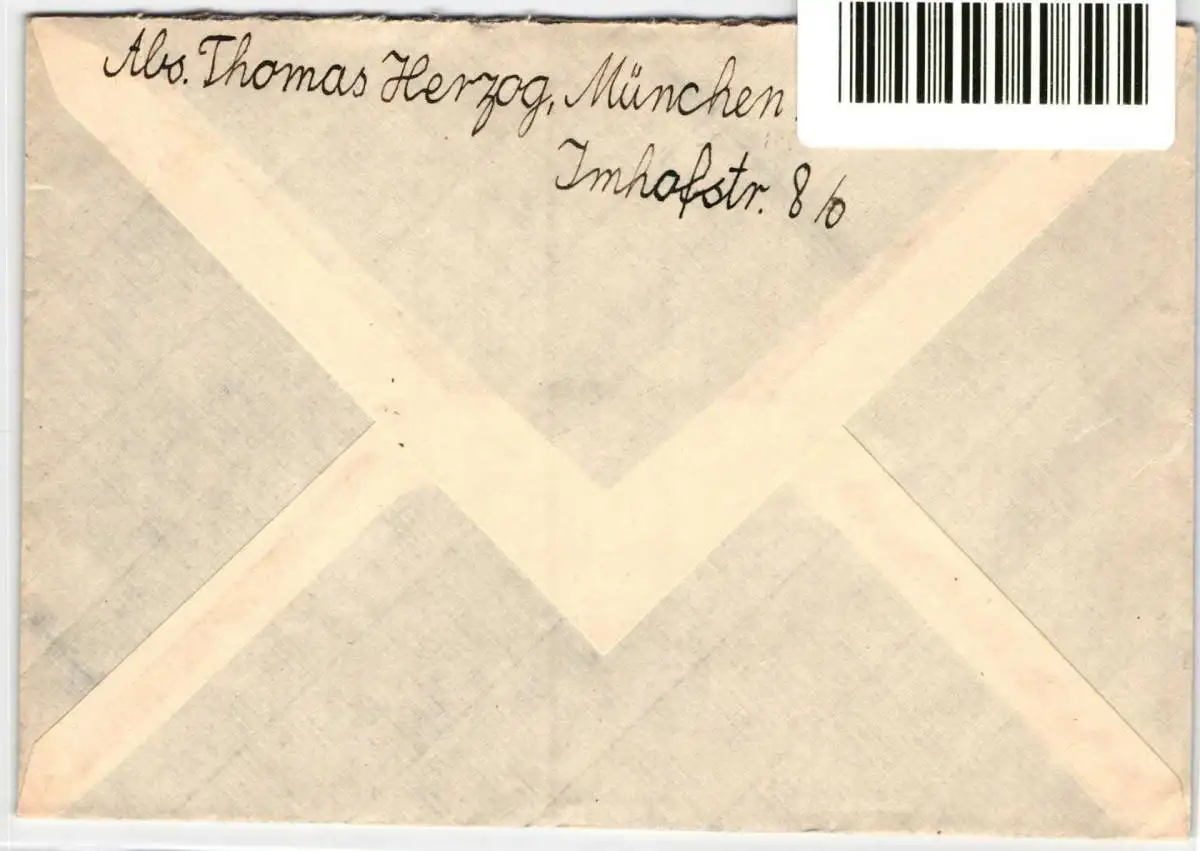 Abs. Thomas Herzog, München
Imhofstr. 8/0